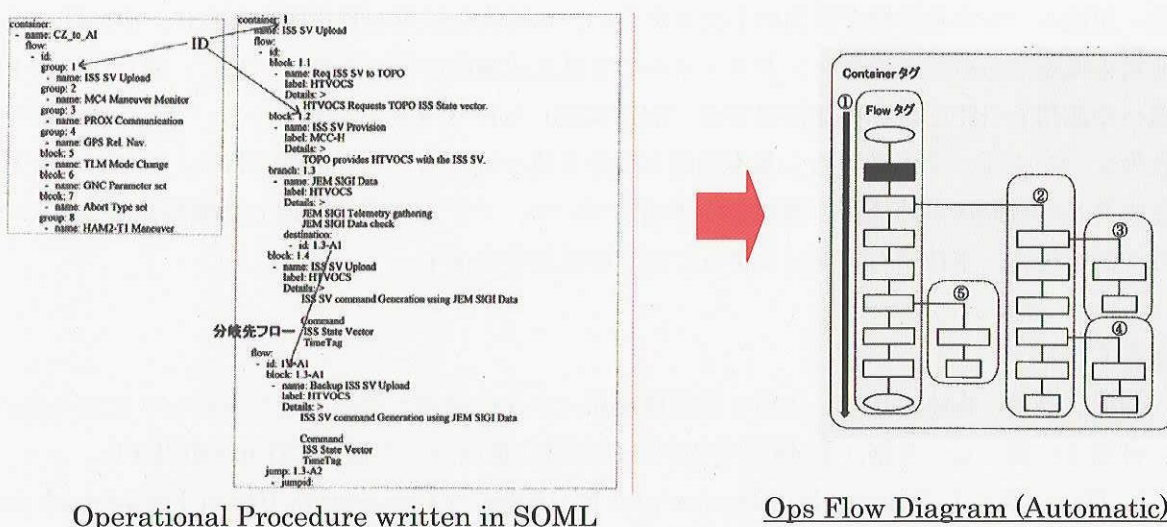 container:
- name: CZ_to_AI
flow:
- id:
group: 1
- name: ISS SV Upload
group: 2
- name: MC4 Maneuver Monitor
group: 3
- name: PROX Communication
group: 4
- name: GPS Rel. Nav.
block: 5
- name: TLM Mode Change
block: 6
- name: GNC Parameter set
block: 7
- name: Abort Type set
group: 8
- name: HAM2-T1 Maneuver
ID
container: 1
name: ISS SV Upload
flow:
- id:
block: 1.1
- name: Req ISS SV to TOPO
label: HTVOCS
Details: >
HTVOCS Requests TOPO ISS State vector.
block: 1.2
- name: ISS SV Provision
label: MCC-H
Details: >
TOPO provides HTVOCS with the ISS SV.
branch: 1.3
- name: JEM SIGI Data
label: HTVOCS
Details: >
JEM SIGI Telemetry gathering
JEM SIGI Data check
destination:
- id: 1.3-A1
block: 1.4
- name: ISS SV Upload
label: HTVOCS
Details: >
ISS SV command Generation using JEM SIGI Data
Command
ISS State Vector
TimeTag
分岐先フロー
flow:
- id: 1.3-A1
block: 1.3-A1
- name: Backup ISS SV Upload
label: HTVOCS
Details: >
ISS SV command Generation using JEM SIGI Data
Command
ISS State Vector
TimeTag
jump: 1.3-A2
- jumpid:
Operational Procedure written in SOML
Container タグ
①
Flow タグ
②
③
④
⑤
Ops Flow Diagram (Automatic)